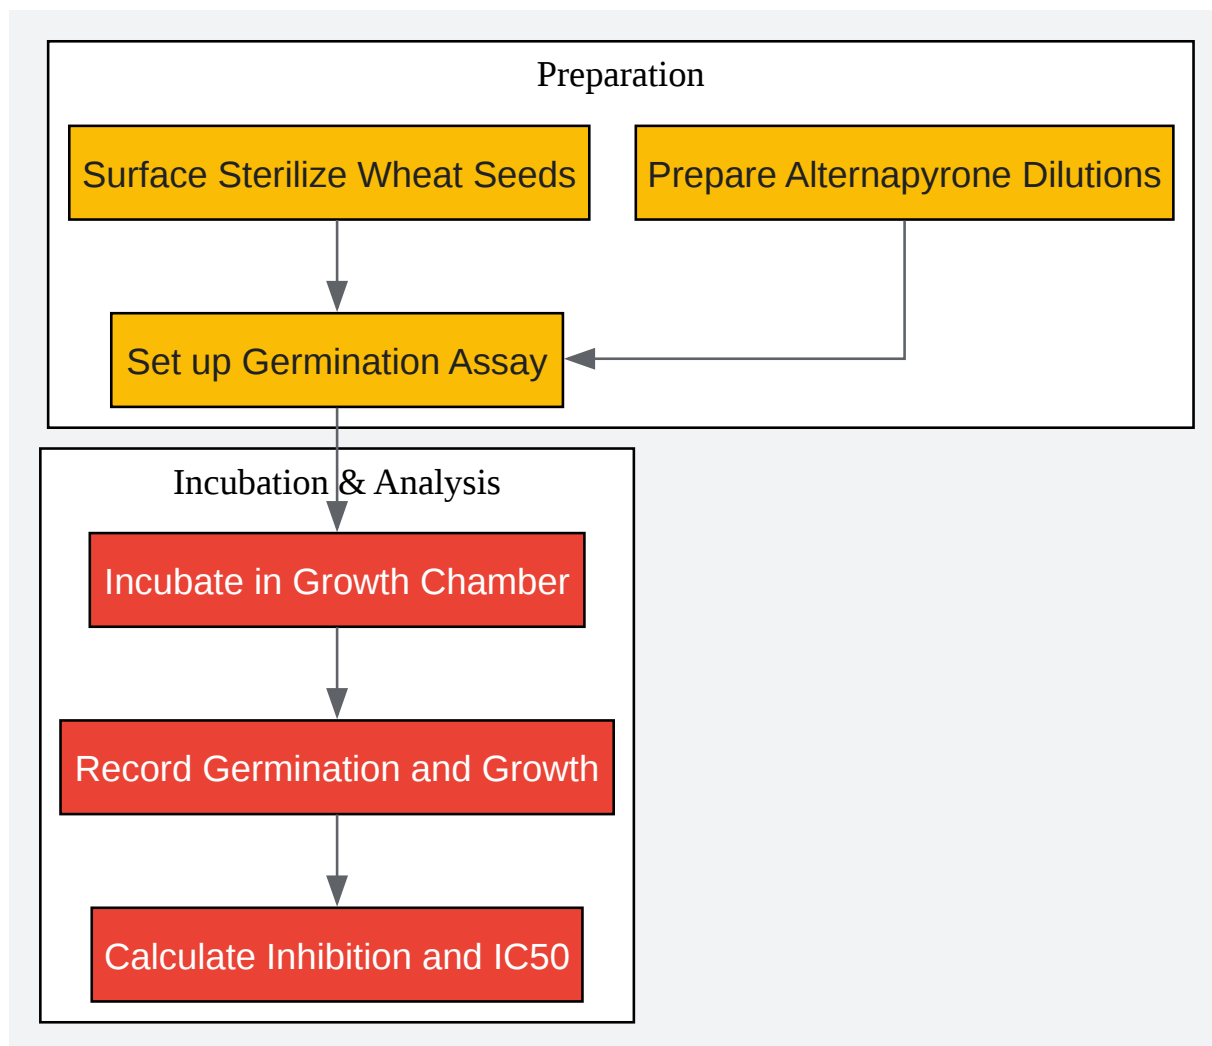 Preparation
Surface Sterilize Wheat Seeds
Prepare Alternapyrone Dilutions
Set up Germination Assay
Incubation & Analysis
Incubate in Growth Chamber
Record Germination and Growth
Calculate Inhibition and IC50